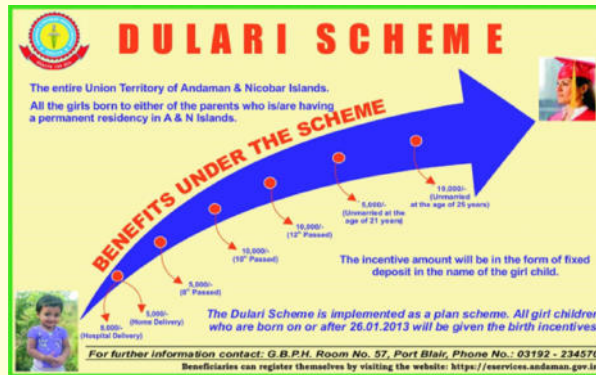 DULARI SCHEME
The entire Union Territory of Andaman & Nicobar Islands.
All the girls born to either of the parents who is/are having
a permanent residency in A & N Islands.
BENEFITS UNDER THE SCHEME
10,000/-
(Unmarried
at the age of 25 years)
5,000/-
(Unmarried at the
age of 21 years)
10,000/-
(12th Passed)
10,000/-
(10th Passed)
5,000/-
(8th Passed)
5,000/-
(Home Delivery)
(Hospital Delivery)
The incentive amount will be in the form of fixed
deposit in the name of the girl child.
The Dulari Scheme is implemented as a plan scheme. All girl children
who are born on or after 26.01.2013 will be given the birth incentives
For further information contact: G.B.P.H. Room No. 57, Port Blair, Phone No.: 03192 - 234570
Beneficiaries can register themselves by visiting the website: https://eservices.andaman.gov.in